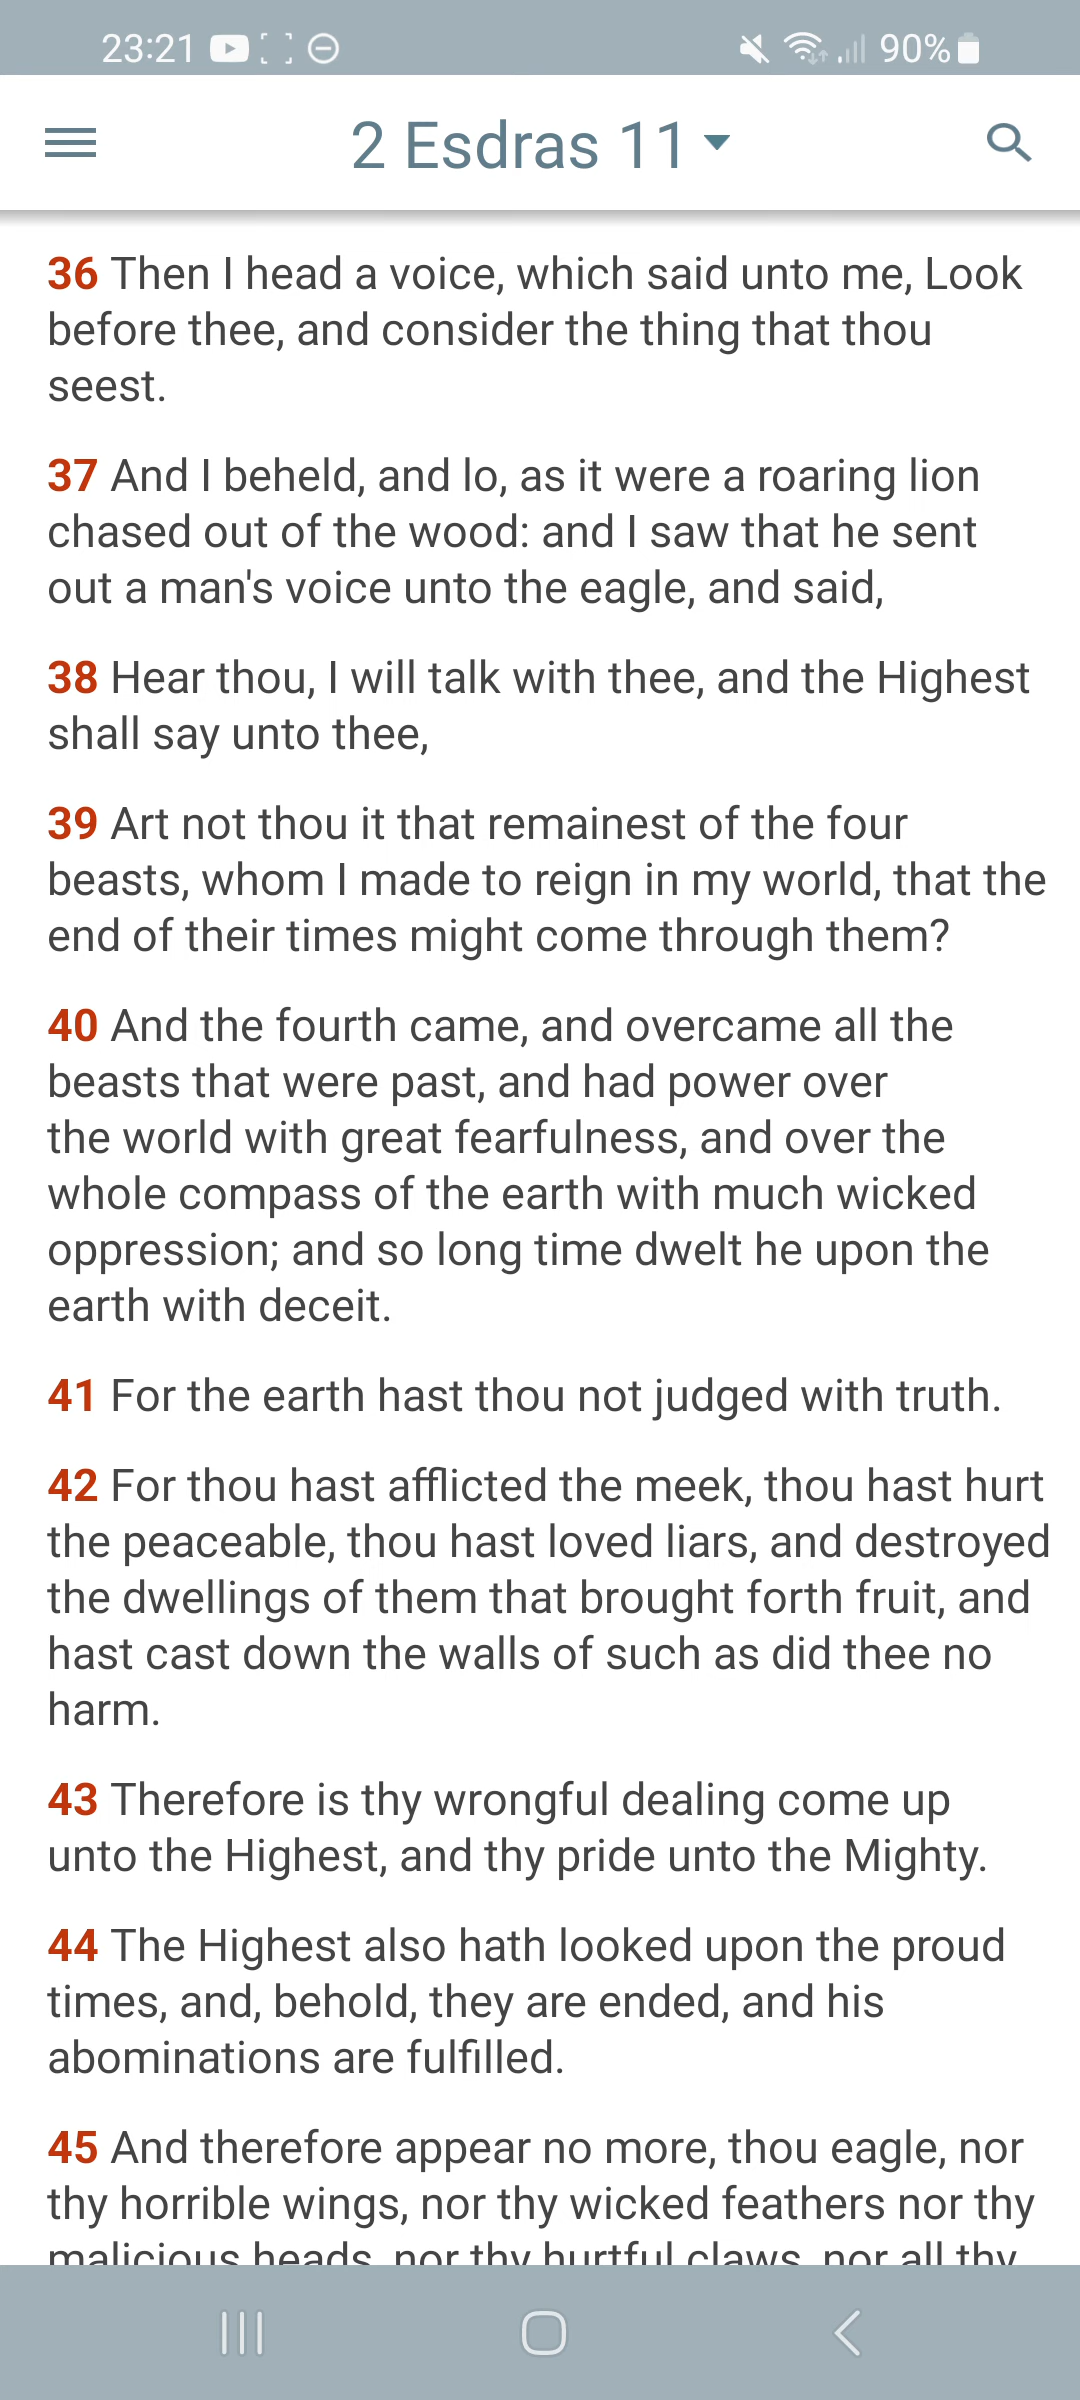 23:21 90%
2 Esdras 11
36 Then I head a voice, which said unto me, Look
before thee, and consider the thing that thou
seest.
37 And I beheld, and lo, as it were a roaring lion
chased out of the wood: and I saw that he sent
out a man's voice unto the eagle, and said,
38 Hear thou, I will talk with thee, and the Highest
shall say unto thee,
39 Art not thou it that remainest of the four
beasts, whom I made to reign in my world, that the
end of their times might come through them?
40 And the fourth came, and overcame all the
beasts that were past, and had power over
the world with great fearfulness, and over the
whole compass of the earth with much wicked
oppression; and so long time dwelt he upon the
earth with deceit.
41 For the earth hast thou not judged with truth.
42 For thou hast afflicted the meek, thou hast hurt
the peaceable, thou hast loved liars, and destroyed
the dwellings of them that brought forth fruit, and
hast cast down the walls of such as did thee no
harm.
43 Therefore is thy wrongful dealing come up
unto the Highest, and thy pride unto the Mighty.
44 The Highest also hath looked upon the proud
times, and, behold, they are ended, and his
abominations are fulfilled.
45 And therefore appear no more, thou eagle, nor
thy horrible wings, nor thy wicked feathers nor thy
malicious heads, nor thy hurtful claws, nor all thy